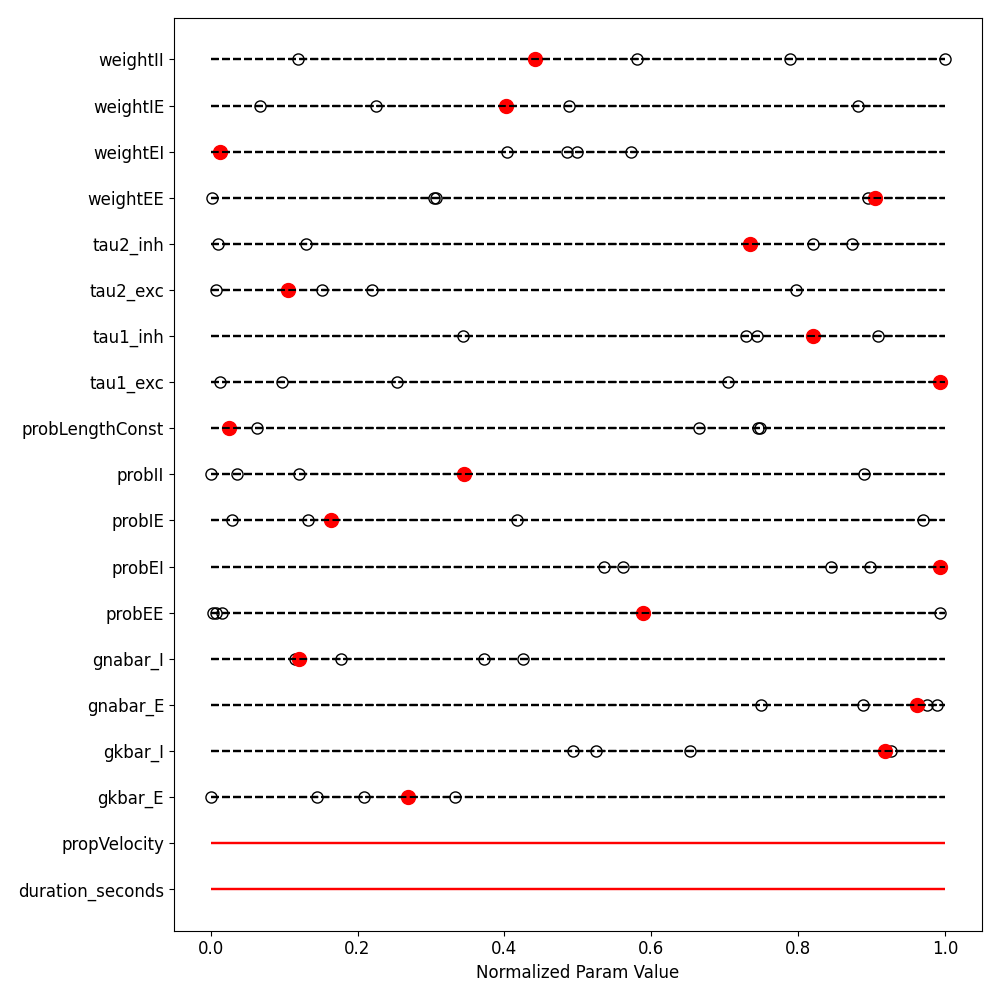 weightII
weightIE
weightEI
weightEE
tau2_inh
tau2_exc
tau1_inh
tau1_exc
probLengthConst
probII
probIE
probEI
probEE
gnabar_I
gnabar_E
gkbar_I
gkbar_E
propVelocity
duration_seconds
0.0 0.2 0.4 0.6 0.8 1.0
Normalized Param Value